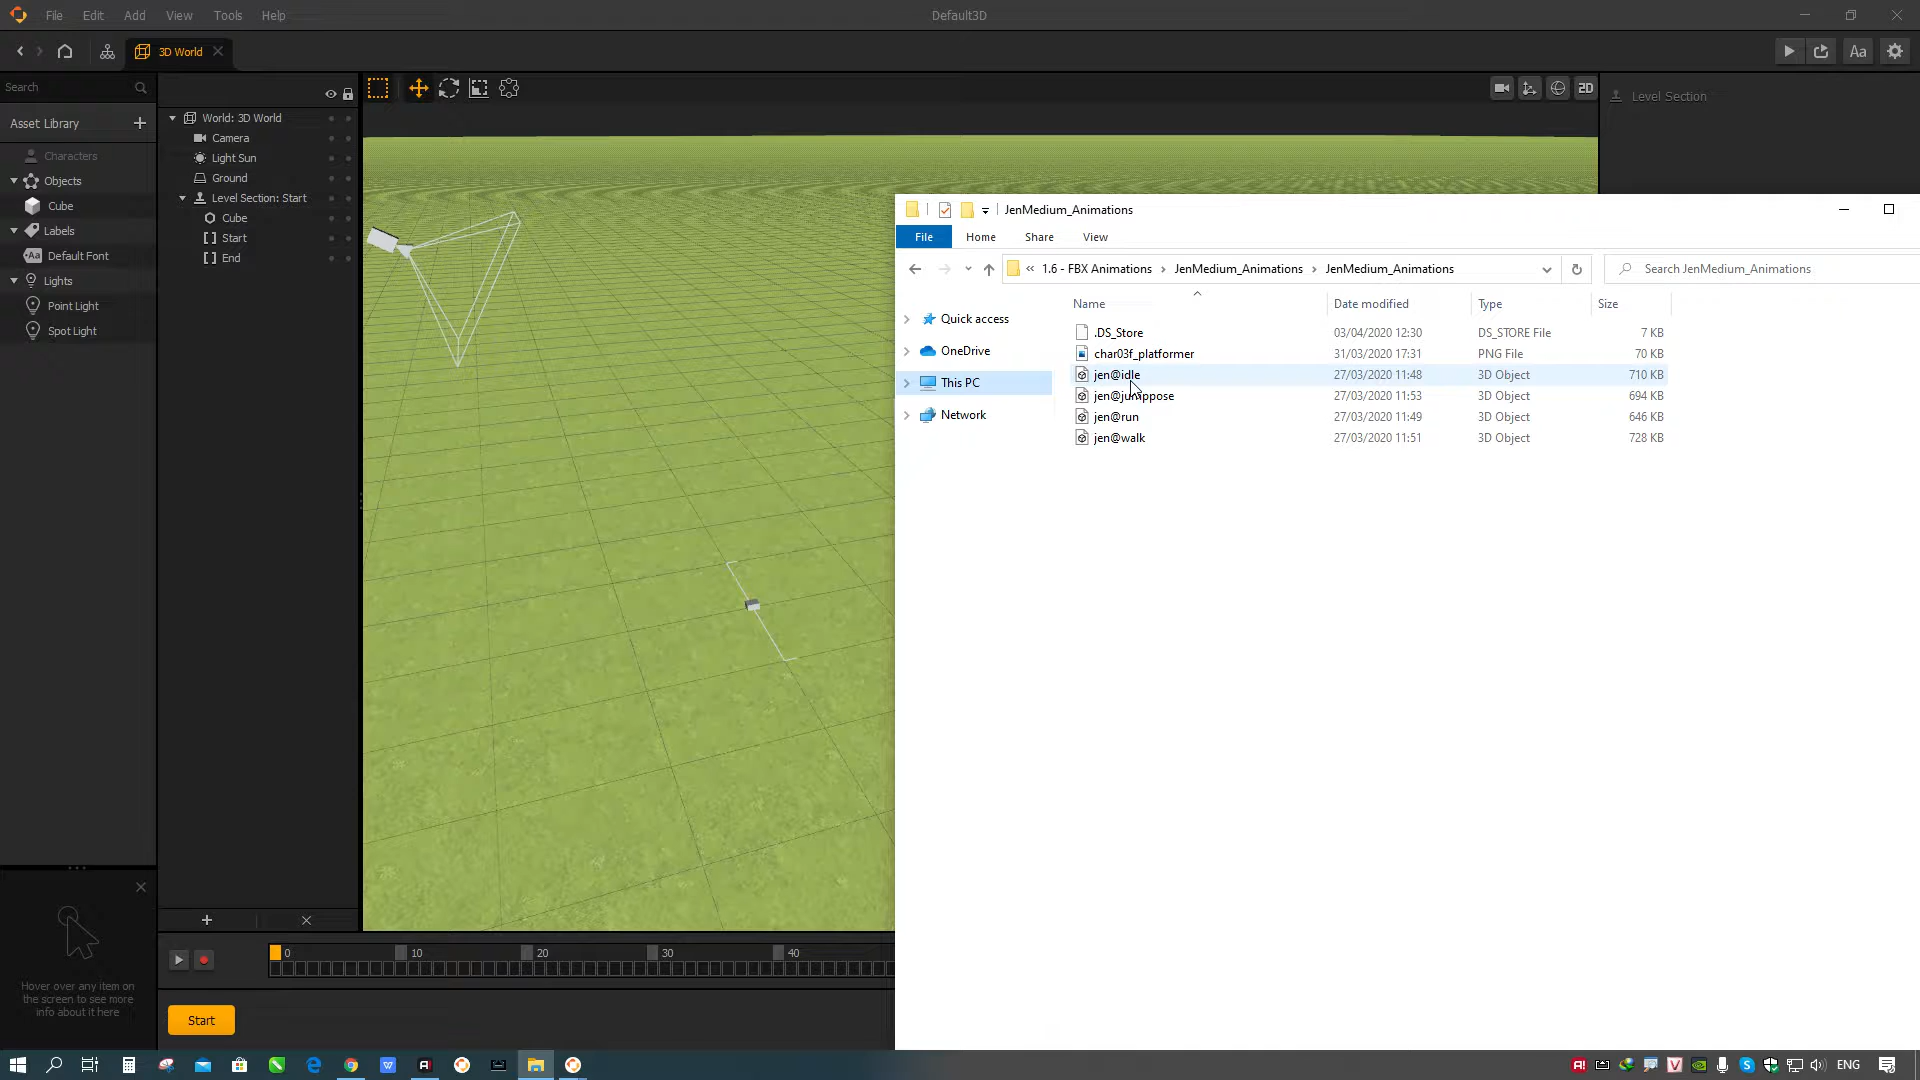 File Edit Add View Tools Help
Default3D
3D World
Aa
Search
Asset Library
Characters
Objects
Cube
Labels
Aa Default Font
Lights
Point Light
Spot Light
World: 3D World
Camera
Light Sun
Ground
Level Section: Start
Cube
Start
End
2D
Level Section
JenMedium_Animations
File Home Share View
« 1.6 - FBX Animations › JenMedium_Animations › JenMedium_Animations
Search JenMedium_Animations
Quick access
OneDrive
This PC
Network
Name Date modified Type Size
.DS_Store 03/04/2020 12:30 DS_STORE File 7 KB
char03f_platformer 31/03/2020 17:31 PNG File 70 KB
jen@idle 27/03/2020 11:48 3D Object 710 KB
27/03/2020 11:53 3D Object 694 KB
jen@run 27/03/2020 11:49 3D Object 646 KB
jen@walk 27/03/2020 11:51 3D Object 728 KB
Hover over any item on
the screen to see more
info about it here
0 10 20 30 40
Start
ENG